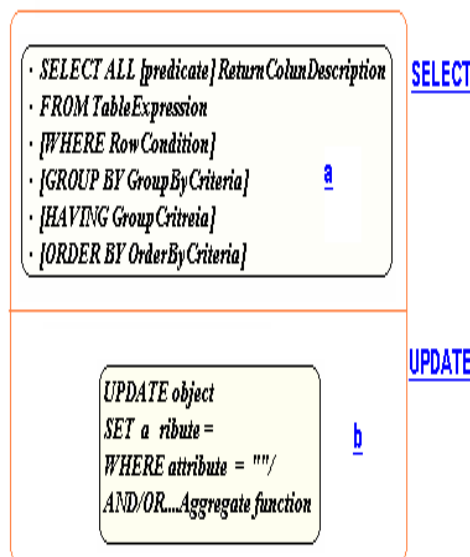 · SELECT ALL [predicate] ReturnColunDescription
SELECT
· FROM TableExpression
· [WHERE RowCondition]
· [GROUP BY GroupByCriteria]
a
· [HAVING GroupCritreia]
· [ORDER BY OrderByCriteria]
UPDATE
UPDATE object
SET a ribute =
b
WHERE attribute = ""/
AND/OR....Aggregate function